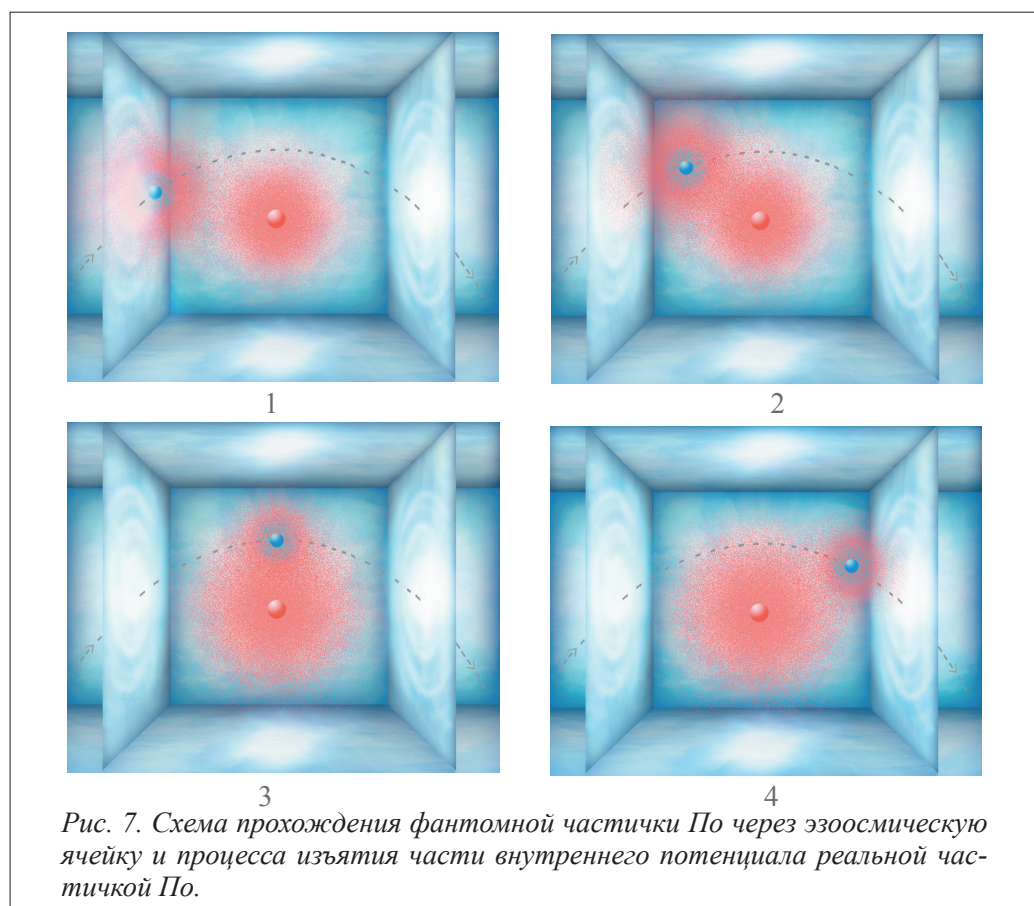 1
2
3
4
Рис. 7. Схема прохождения фантомной частички По через эзоосмическую
ячейку и процесса изъятия части внутреннего потенциала реальной час-
тичкой По.